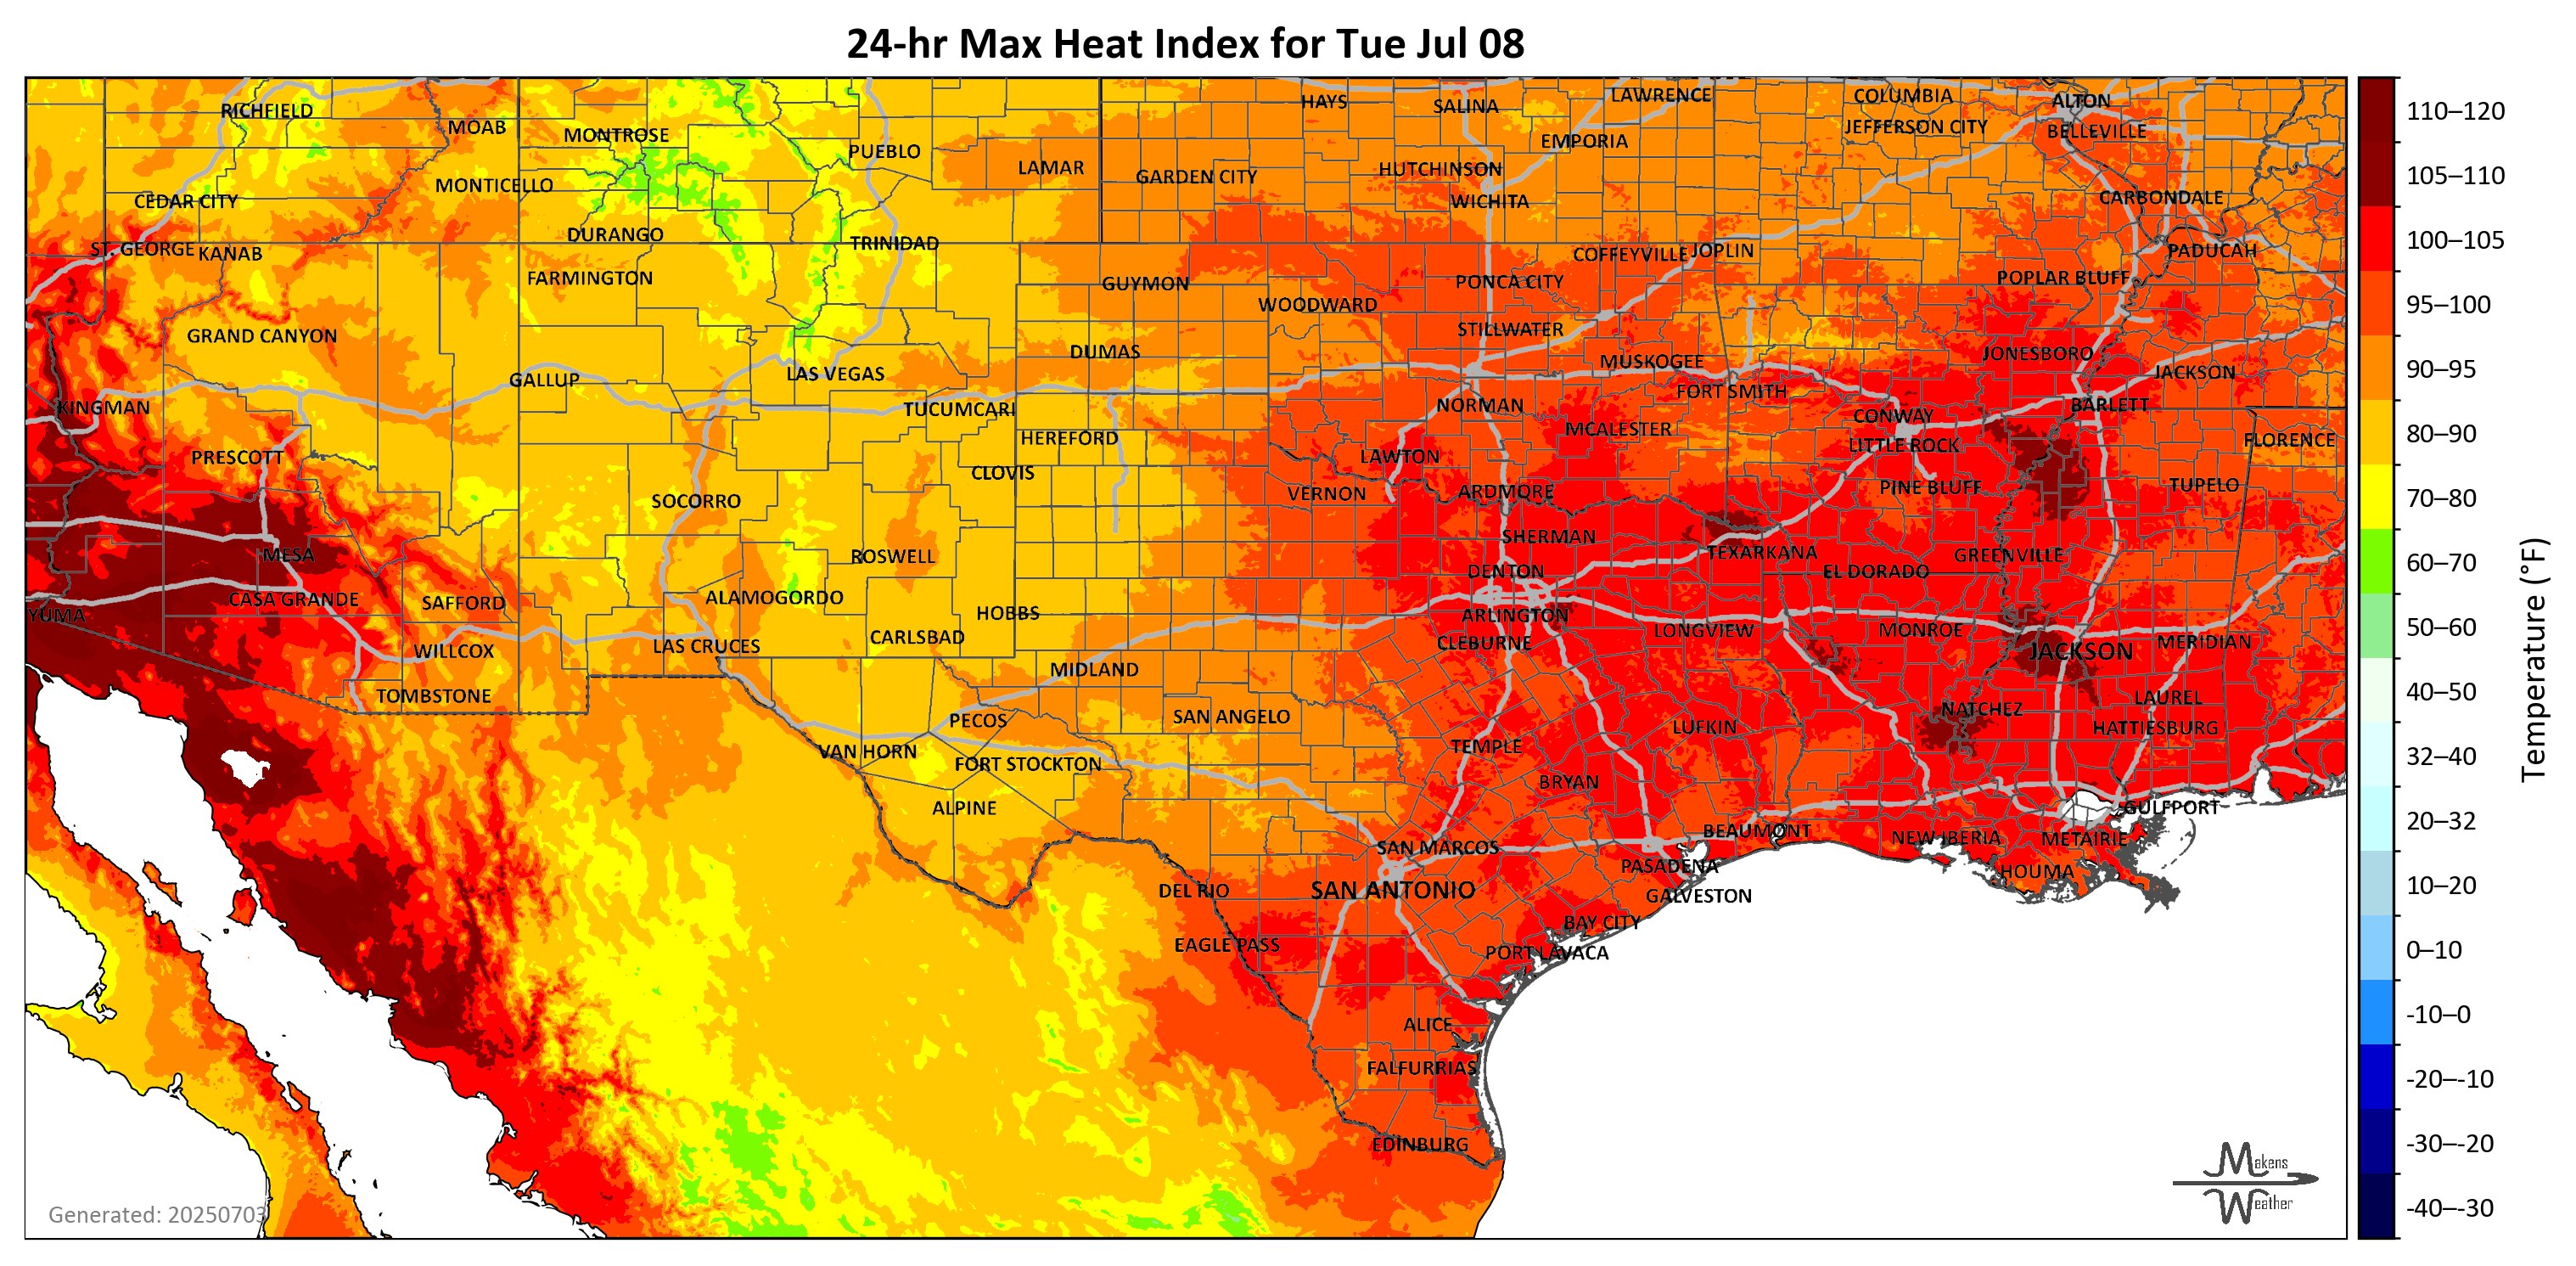 24-hr Max Heat Index for Tue Jul 08
RICHFIELD
MOAB
MONTROSE
PUEBLO
LAMAR
GARDEN CITY
HAYS
SALINA
LAWRENCE
EMPORIA
HUTCHINSON
WICHITA
COLUMBIA
JEFFERSON CITY
ALTON
BELLEVILLE
CARBONDALE
PADUCAH
CEDAR CITY
MONTICELLO
ST. GEORGE
KANAB
DURANGO
TRINIDAD
FARMINGTON
GUYMON
WOODWARD
PONCA CITY
COFFEYVILLE
JOPLIN
POPLAR BLUFF
GRAND CANYON
DUMAS
STILLWATER
MUSKOGEE
JONESBORO
JACKSON
GALLUP
LAS VEGAS
KINGMAN
TUCUMCARI
NORMAN
FORT SMITH
CONWAY
BARLETT
HEREFORD
MCALESTER
LITTLE ROCK
FLORENCE
PRESCOTT
CLOVIS
LAWTON
SOCORRO
VERNON
ARDMORE
PINE BLUFF
TUPELO
MESA
ROSWELL
SHERMAN
TEXARKANA
GREENVILLE
DENTON
EL DORADO
YUMA
CASA GRANDE
SAFFORD
ALAMOGORDO
HOBBS
ARLINGTON
CLEBURNE
LONGVIEW
MONROE
JACKSON
MERIDIAN
WILLCOX
LAS CRUCES
CARLSBAD
MIDLAND
TOMBSTONE
PECOS
SAN ANGELO
LUFKIN
NATCHEZ
LAUREL
HATTIESBURG
VAN HORN
FORT STOCKTON
TEMPLE
BRYAN
ALPINE
GULFPORT
SAN MARCOS
BEAUMONT
NEW IBERIA
METAIRIE
PASADENA
HOUMA
DEL RIO
SAN ANTONIO
GALVESTON
BAY CITY
EAGLE PASS
PORT LAVACA
ALICE
FALFURRIAS
EDINBURG
Generated: 20250703
Makens
Weather
110–120
105–110
100–105
95–100
90–95
80–90
70–80
60–70
50–60
40–50
32–40
20–32
10–20
0–10
-10–0
-20–-10
-30–-20
-40–-30
Temperature (°F)